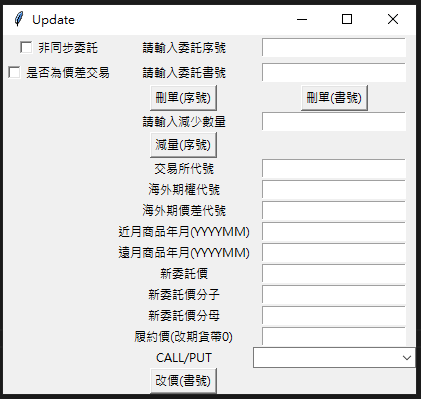 Update
非同步委託 請輸入委託序號
是否為價差交易 請輸入委託書號
刪單(序號) 刪單(書號)
請輸入減少數量
減量(序號)
交易所代號
海外期權代號
海外期價差代號
近月商品年月(YYYYMM)
遠月商品年月(YYYYMM)
新委託價
新委託價分子
新委託價分母
履約價(改期貨帶0)
CALL/PUT
改價(書號)